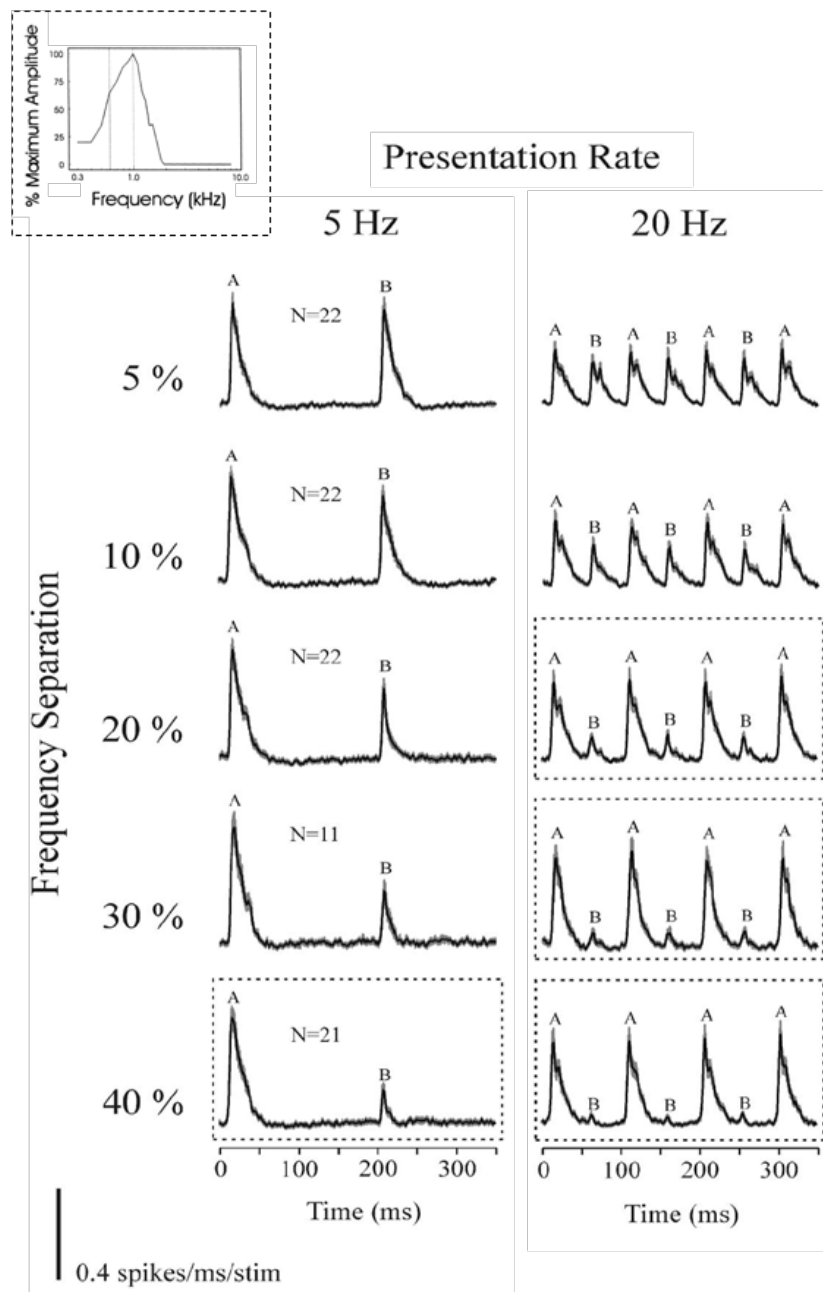 % Maximum Amplitude
100
75
50
25
0
0.3
1.0
10.0
Frequency (kHz)
Presentation Rate
5 Hz
20 Hz
Frequency Separation
5 %
A
N=22
B
A
B
A
B
A
B
A
10 %
A
N=22
B
A
B
A
B
A
B
A
20 %
A
N=22
B
A
B
A
B
A
B
A
30 %
A
N=11
B
A
B
A
B
A
B
A
40 %
A
N=21
B
A
B
A
B
A
B
A
0 100 200 300
Time (ms)
0 100 200 300
Time (ms)
0.4 spikes/ms/stim